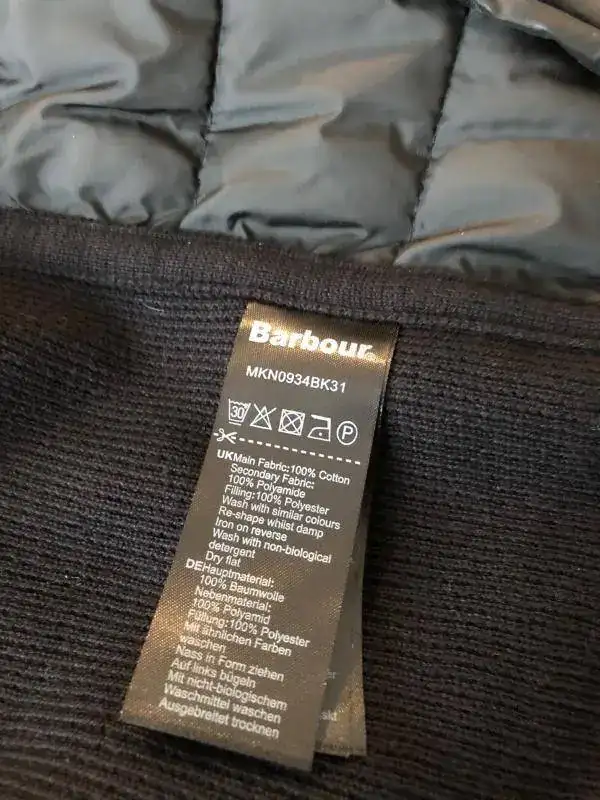 Barbour
MKN0934BK31
30 P
UKMain Fabric:100% Cotton
Secondary Fabric:
100% Polyamide
Filling:100% Polyester
Wash with similar colours
Re-shape whilst damp
Iron on reverse
Wash with non-biological
detergent
Dry flat
DEHauptmaterial:
100% Baumwolle
Nebenmaterial:
100% Polyamid
Füllung:100% Polyester
Mit ähnlichen Farben
waschen
Nass in Form ziehen
Auf links bügeln
Mit nicht-biologischem
Waschmittel waschen
Ausgebreitet trocknen